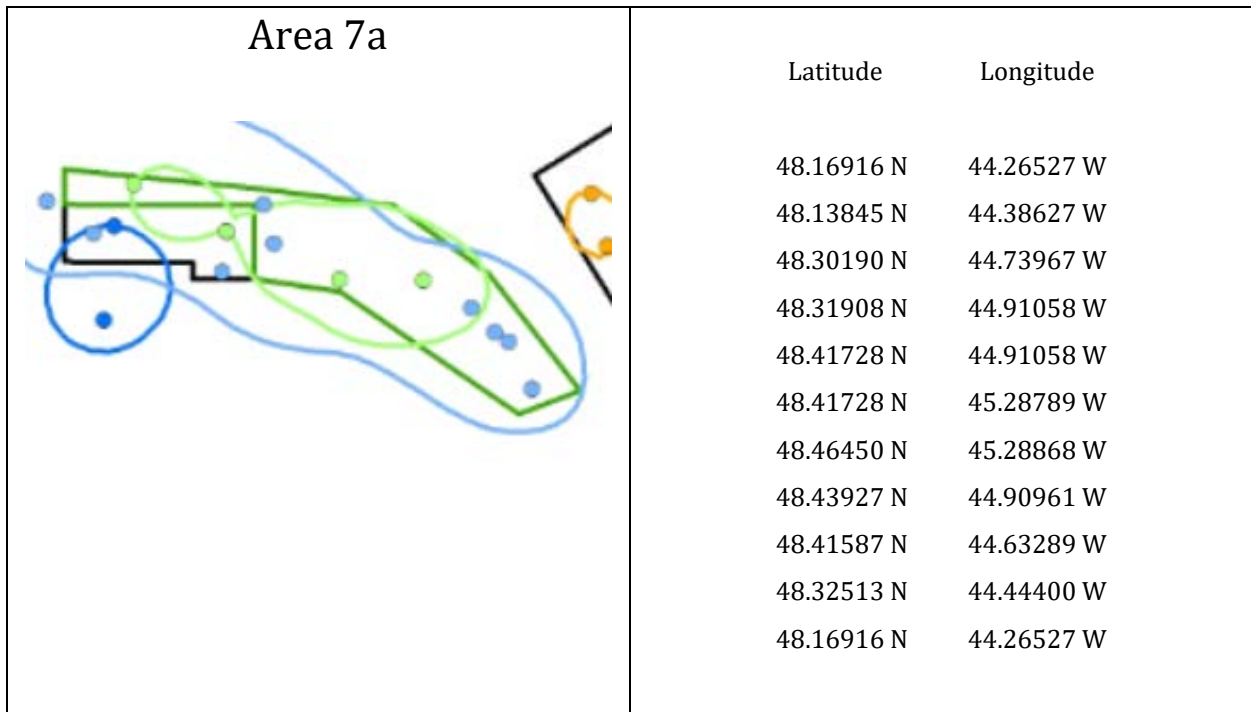 Area 7a
Latitude Longitude
48.16916 N 44.26527 W
48.13845 N 44.38627 W
48.30190 N 44.73967 W
48.31908 N 44.91058 W
48.41728 N 44.91058 W
48.41728 N 45.28789 W
48.46450 N 45.28868 W
48.43927 N 44.90961 W
48.41587 N 44.63289 W
48.32513 N 44.44400 W
48.16916 N 44.26527 W